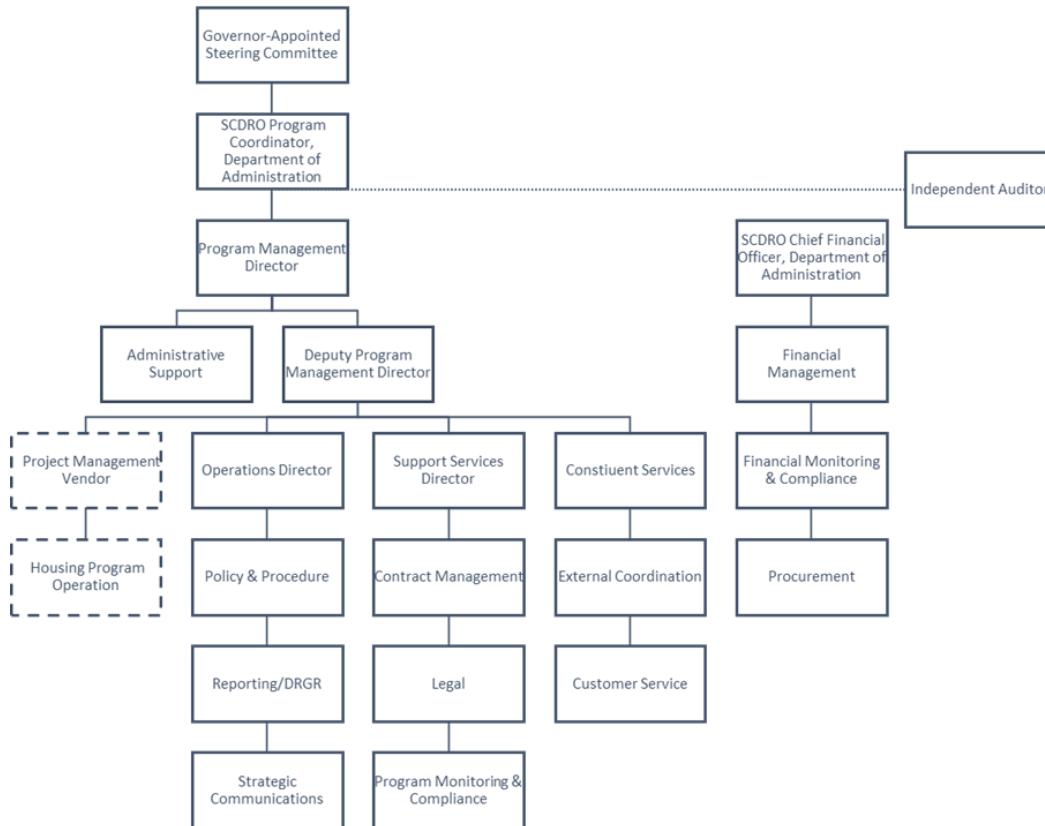 Governor-Appointed
Steering Committee
SCDRO Program
Coordinator,
Department of
Administration
Independent Auditor
Program Management
Director
SCDRO Chief Financial
Officer, Department of
Administration
Administrative
Support
Deputy Program
Management Director
Financial
Management
Project Management
Vendor
Operations Director
Support Services
Director
Constiuent Services
Financial Monitoring
& Compliance
Housing Program
Operation
Policy & Procedure
Contract Management
External Coordination
Procurement
Reporting/DRGR
Legal
Customer Service
Strategic
Communications
Program Monitoring &
Compliance